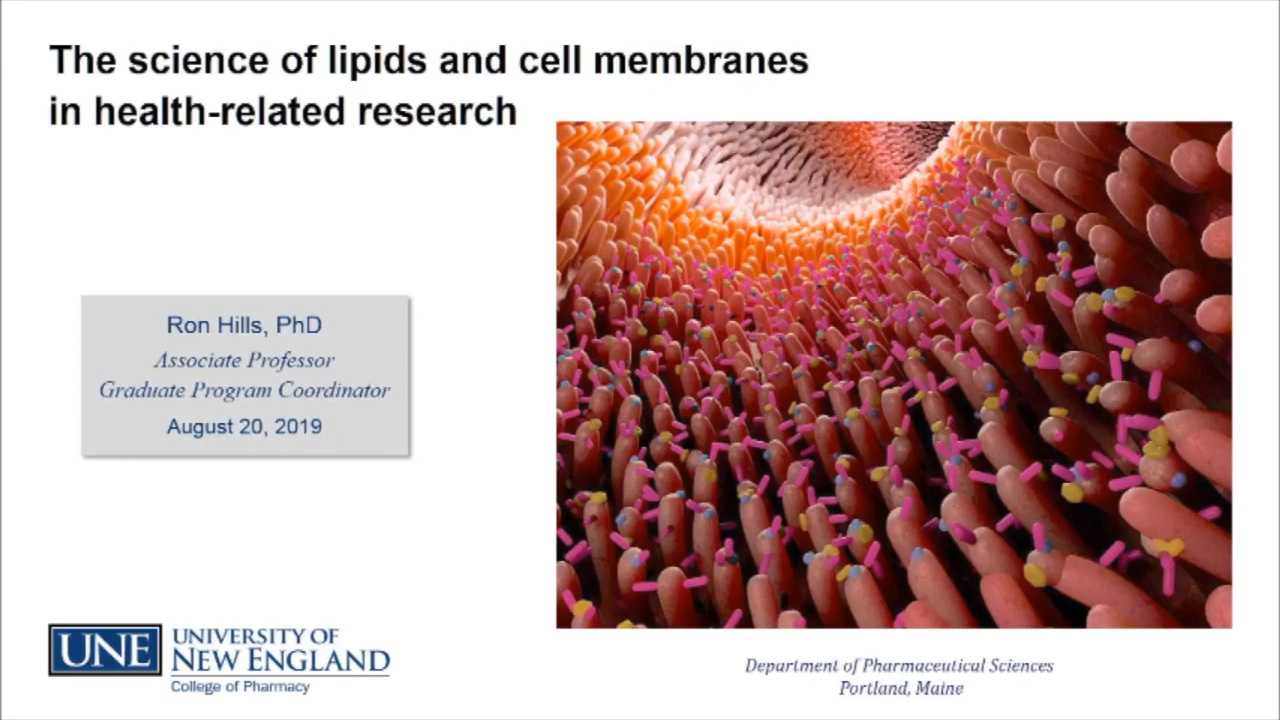 The science of lipids and cell membranes
in health-related research
Ron Hills, PhD
Associate Professor
Graduate Program Coordinator
August 20, 2019
UNE
UNIVERSITY OF
NEW ENGLAND
College of Pharmacy
Department of Pharmaceutical Sciences
Portland, Maine